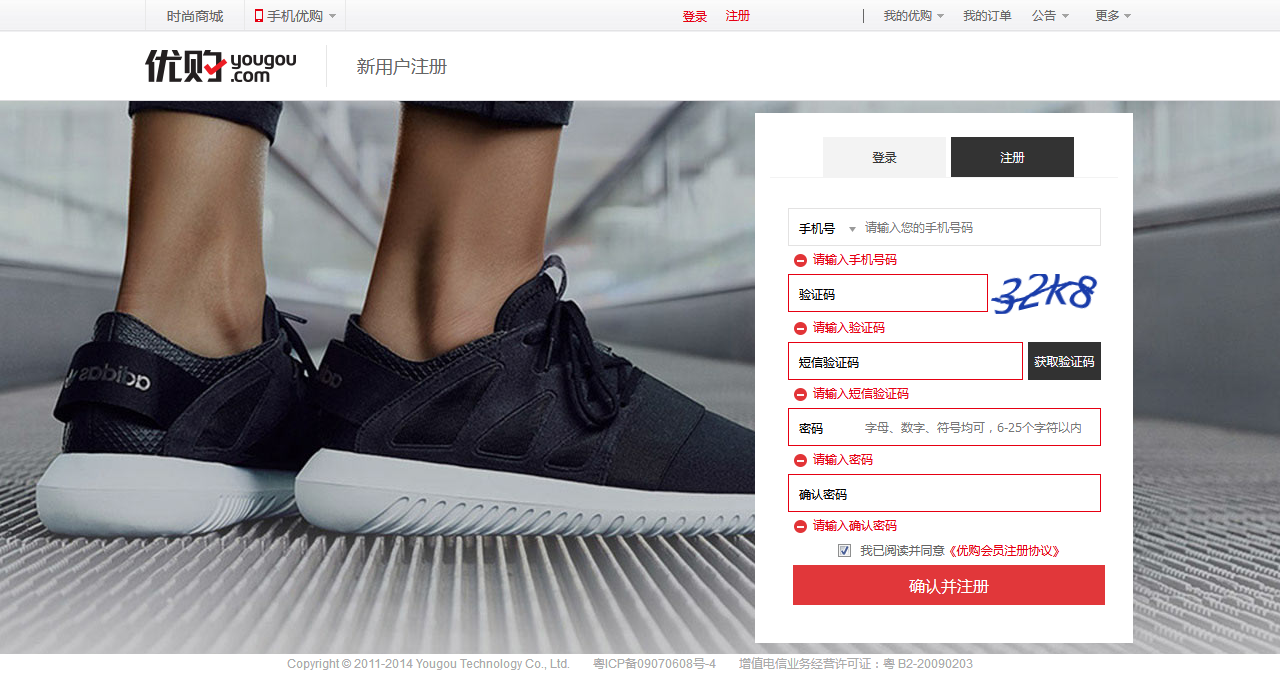 时尚商城 手机优购 登录 注册 | 我的优购 我的订单 公告 更多
优购 yougou.com 新用户注册
登录 注册
手机号 请输入您的手机号码
请输入手机号码
验证码 32k8
请输入验证码
短信验证码 获取验证码
请输入短信验证码
密码 字母、数字、符号均可，6-25个字符以内
请输入密码
确认密码
请输入确认密码
我已阅读并同意《优购会员注册协议》
确认并注册
adidas
Copyright © 2011-2014 Yougou Technology Co., Ltd. 粤ICP备09070608号-4 增值电信业务经营许可证：粤 B2-20090203